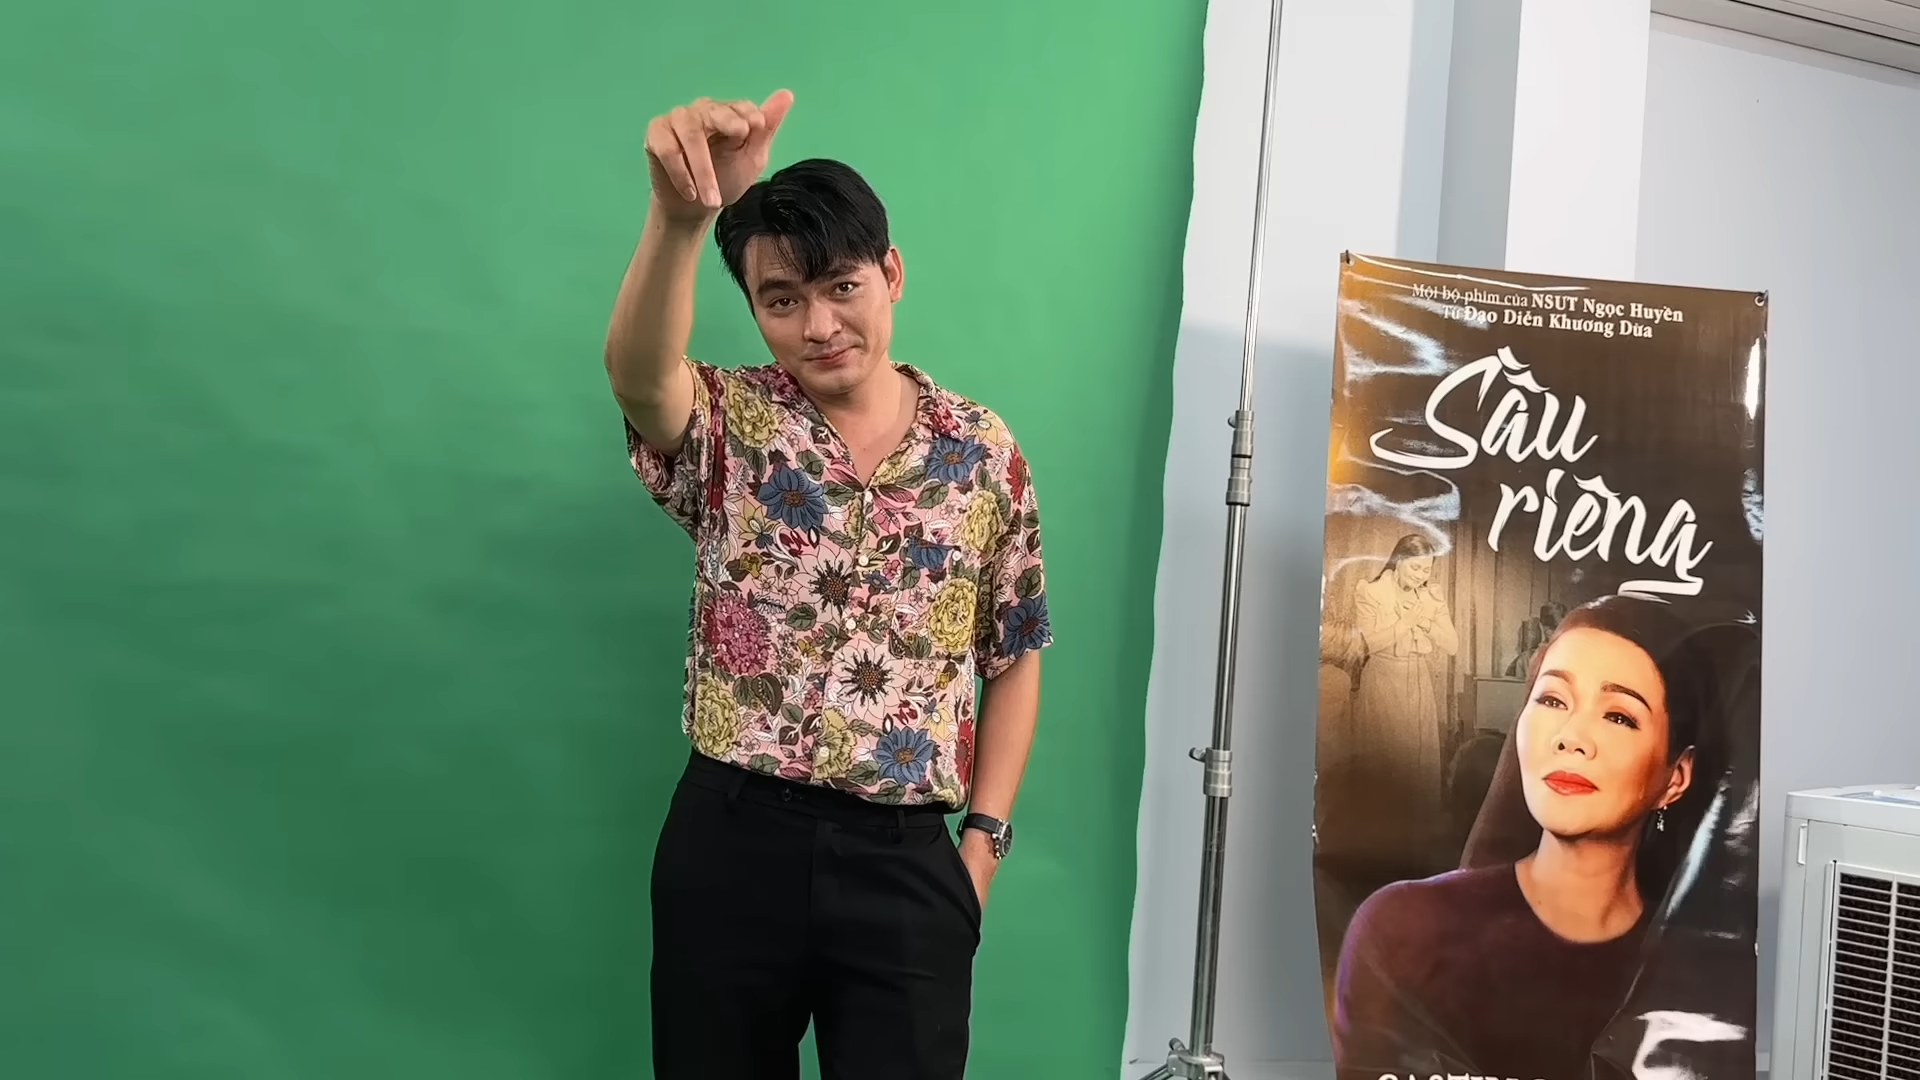 Một bộ phim của NSUT Ngọc Huyền
Từ Đạo Diễn Khương Dừa
Sầu
riêng